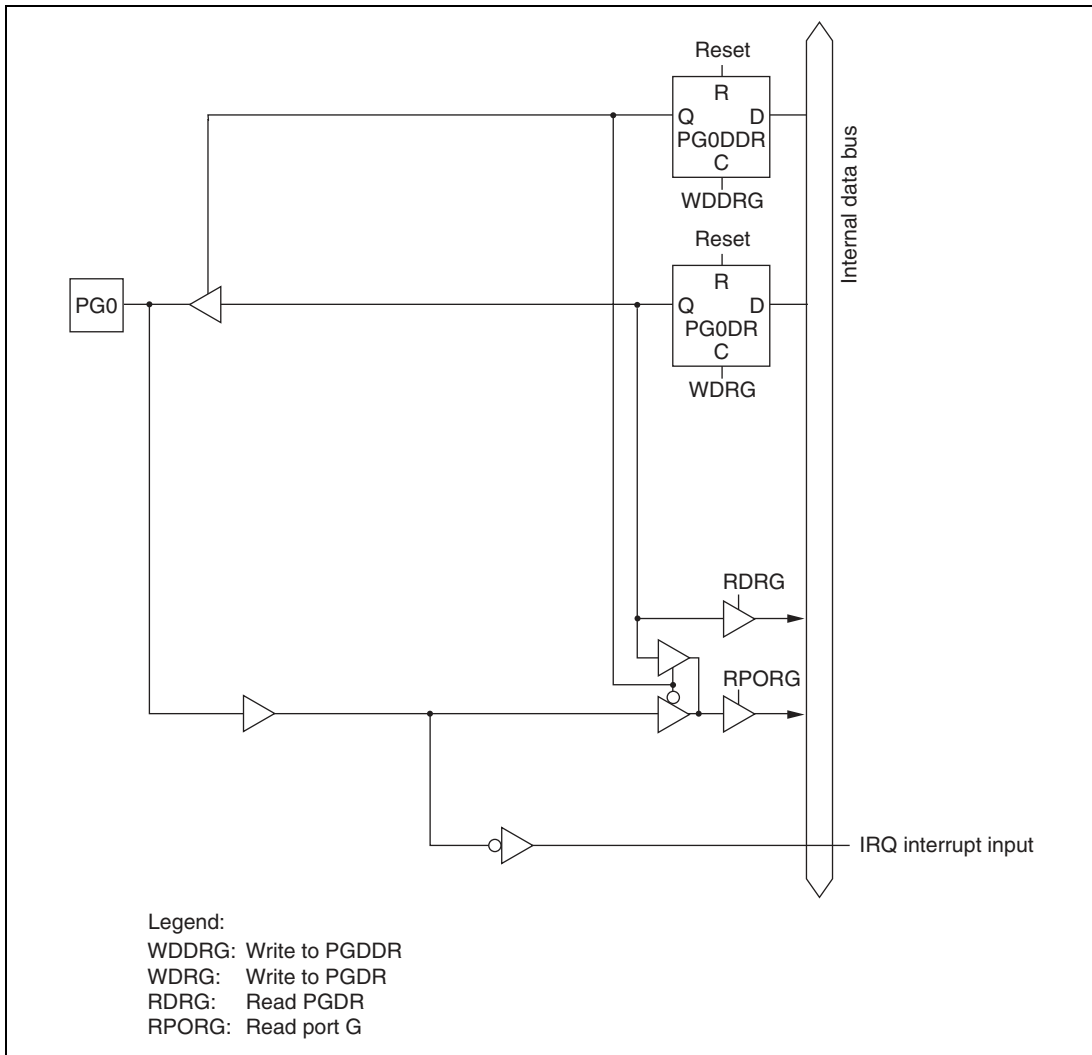 Reset
R
Q D
PG0DDR
C
WDDRG
Reset
R
PG0
Q D
PG0DR
C
WDRG
Internal data bus
RDRG
RPORG
IRQ interrupt input
Legend:
WDDRG: Write to PGDDR
WDRG: Write to PGDR
RDRG: Read PGDR
RPORG: Read port G